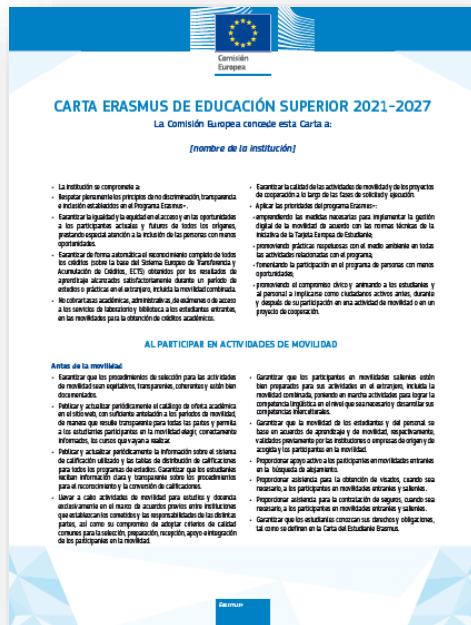 Comisión
Europea
CARTA ERASMUS DE EDUCACIÓN SUPERIOR 2021-2027
La Comisión Europea concede esta Carta a:
[nombre de la institución]
• La institución se compromete a:
• Respetar plenamente los principios de no discriminación, transparencia
e inclusión establecidos en el Programa Erasmus+.
• Garantizar la igualdad y la equidad en el acceso y en las oportunidades
a los participantes actuales y futuros de todos los orígenes,
prestando especial atención a la inclusión de las personas con menos
oportunidades.
• Garantizar de forma automática el reconocimiento completo de todos
los créditos (sobre la base del Sistema Europeo de Transferencia y
Acumulación de Créditos, ECTS) obtenidos por los resultados de
aprendizaje alcanzados satisfactoriamente durante un periodo de
estudios o prácticas en el extranjero, incluida la movilidad combinada.
• No cobrar tasas académicas, administrativas, de exámenes o de acceso
a los servicios de laboratorio y biblioteca a los estudiantes entrantes,
en las movilidades para la obtención de créditos académicos.
• Garantizar la calidad de las actividades de movilidad y de los proyectos
de cooperación a lo largo de las fases de solicitud y ejecución.
• Aplicar las prioridades del programa Erasmus+:
- emprendiendo las medidas necesarias para implementar la gestión
digital de la movilidad de acuerdo con las normas técnicas de la
iniciativa de la Tarjeta Europea de Estudiante;
- promoviendo prácticas respetuosas con el medio ambiente en todas
las actividades relacionadas con el programa;
- fomentando la participación en el programa de personas con menos
oportunidades;
- promoviendo el compromiso cívico y animando a los estudiantes y
al personal a implicarse como ciudadanos activos antes, durante
y después de su participación en una actividad de movilidad o en un
proyecto de cooperación.
AL PARTICIPAR EN ACTIVIDADES DE MOVILIDAD
Antes de la movilidad
• Garantizar que los procedimientos de selección para las actividades
de movilidad sean equitativos, transparentes, coherentes y estén bien
documentados.
• Publicar y actualizar periódicamente el catálogo de oferta académica
en el sitio web, con suficiente antelación a los periodos de movilidad,
de manera que resulte transparente para todas las partes y permita
a los estudiantes participantes en la movilidad elegir, correctamente
informados, los cursos que vayan a realizar.
• Publicar y actualizar periódicamente la información sobre el sistema
de calificación utilizado y las tablas de distribución de calificaciones
para todos los programas de estudios. Garantizar que los estudiantes
reciban información clara y transparente sobre los procedimientos
para el reconocimiento y la conversión de calificaciones.
• Llevar a cabo actividades de movilidad para estudios y docencia
exclusivamente en el marco de acuerdos previos entre instituciones
que establezcan los cometidos y las responsabilidades de las distintas
partes, así como su compromiso de adoptar criterios de calidad
comunes para la selección, preparación, recepción, apoyo e integración
de los participantes en la movilidad.
• Garantizar que los participantes en movilidades salientes estén
bien preparados para sus actividades en el extranjero, incluida la
movilidad combinada, poniendo en marcha actividades para lograr la
competencia lingüística en el nivel que sea necesario y desarrollar sus
competencias interculturales.
• Garantizar que la movilidad de los estudiantes y del personal se
base en acuerdos de aprendizaje y de movilidad, respectivamente,
validados previamente por las instituciones o empresas de origen y de
acogida y los participantes en la movilidad.
• Proporcionar apoyo activo a los participantes en movilidades entrantes
en la búsqueda de alojamiento.
• Proporcionar asistencia para la obtención de visados, cuando sea
necesario, a los participantes en movilidades entrantes y salientes.
• Proporcionar asistencia para la contratación de seguros, cuando sea
necesario, a los participantes en movilidades entrantes y salientes.
• Garantizar que los estudiantes conozcan sus derechos y obligaciones,
tal como se definen en la Carta del Estudiante Erasmus.
Erasmus+